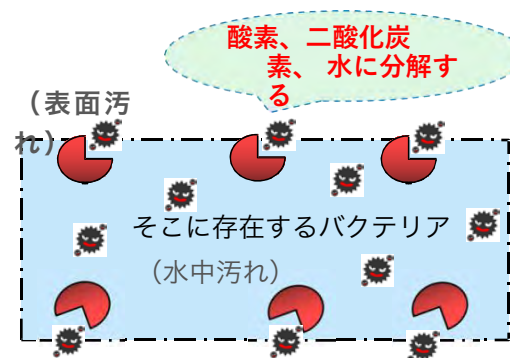 酸素、二酸化炭
素、 水に分解す
る
（表面汚
れ）
そこに存在するバクテリア
（水中汚れ）